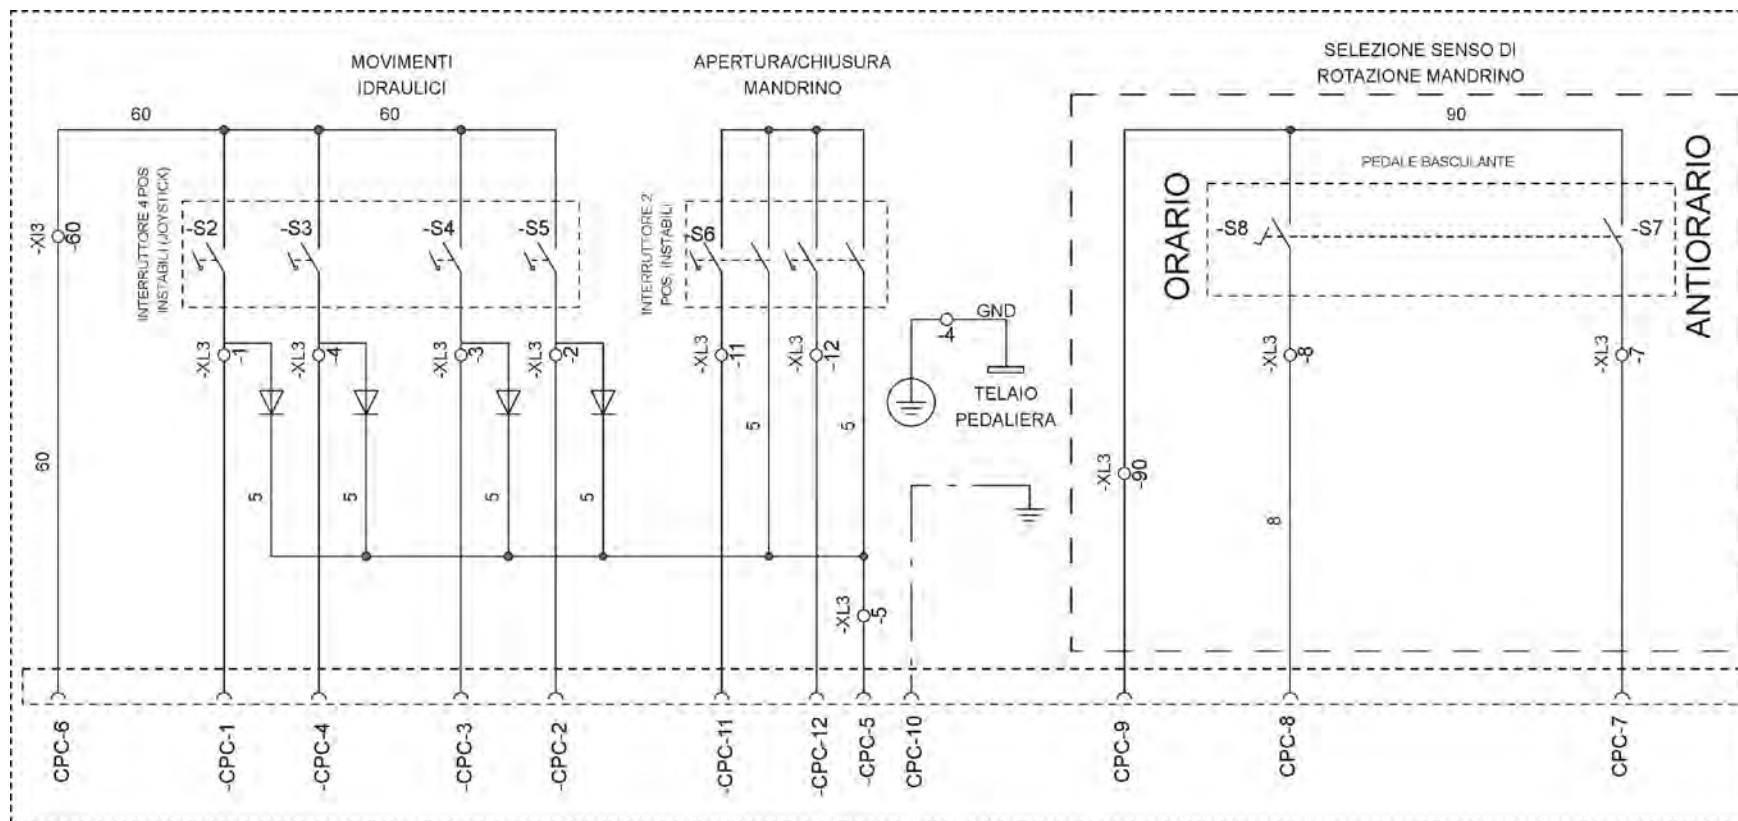 MOVIMENTI
IDRAULICI
APERTURA/CHIUSURA
MANDRINO
SELEZIONE SENSO DI
ROTAZIONE MANDRINO
60
60
90
PEDALE BASCULANTE
INTERRUTTORE 4 POS
INSTABILI (JOYSTICK)
INTERRUTTORE 2
POS. INSTABILI
ORARIO
ANTIORARIO
-Xl3
-60
-S2
-S3
-S4
-S5
-S6
-S8
-S7
GND
-4
-XL3
-1
-XL3
-4
-XL3
-3
-XL3
-2
-XL3
-11
-XL3
-12
-XL3
-8
-XL3
-7
TELAIO
PEDALIERA
60
5
5
5
5
5
5
-XL3
-90
8
-XL3
-5
-CPC-6
-CPC-1
-CPC-4
-CPC-3
-CPC-2
-CPC-11
-CPC-12
-CPC-5
-CPC-10
CPC-9
-CPC-8
-CPC-7